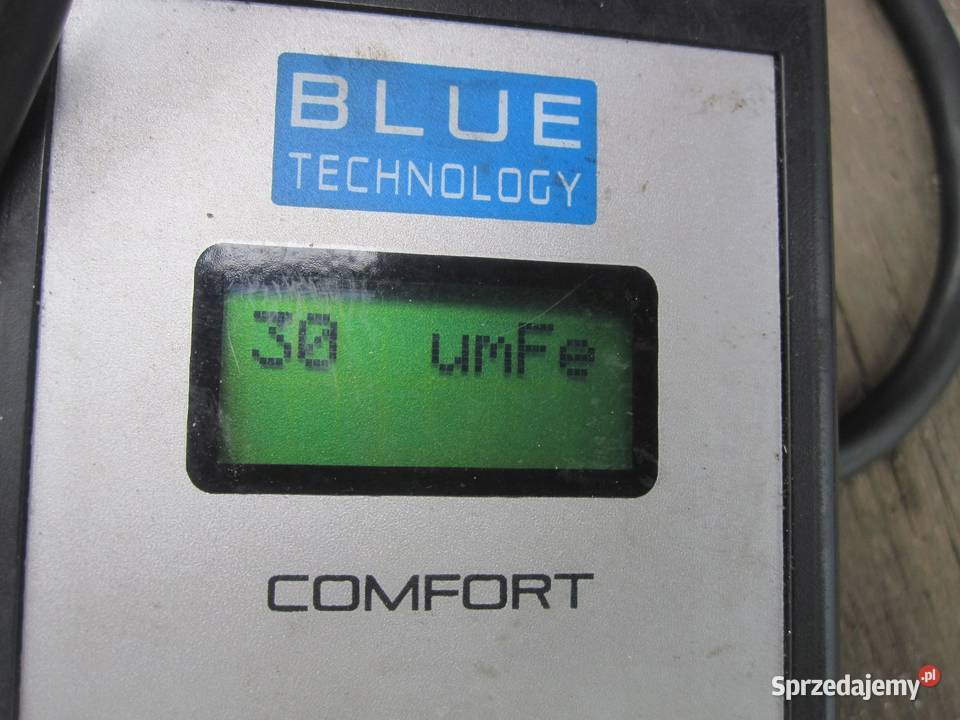 BLUE
TECHNOLOGY
30 umFe
COMFORT
Sprzedajemy.pl